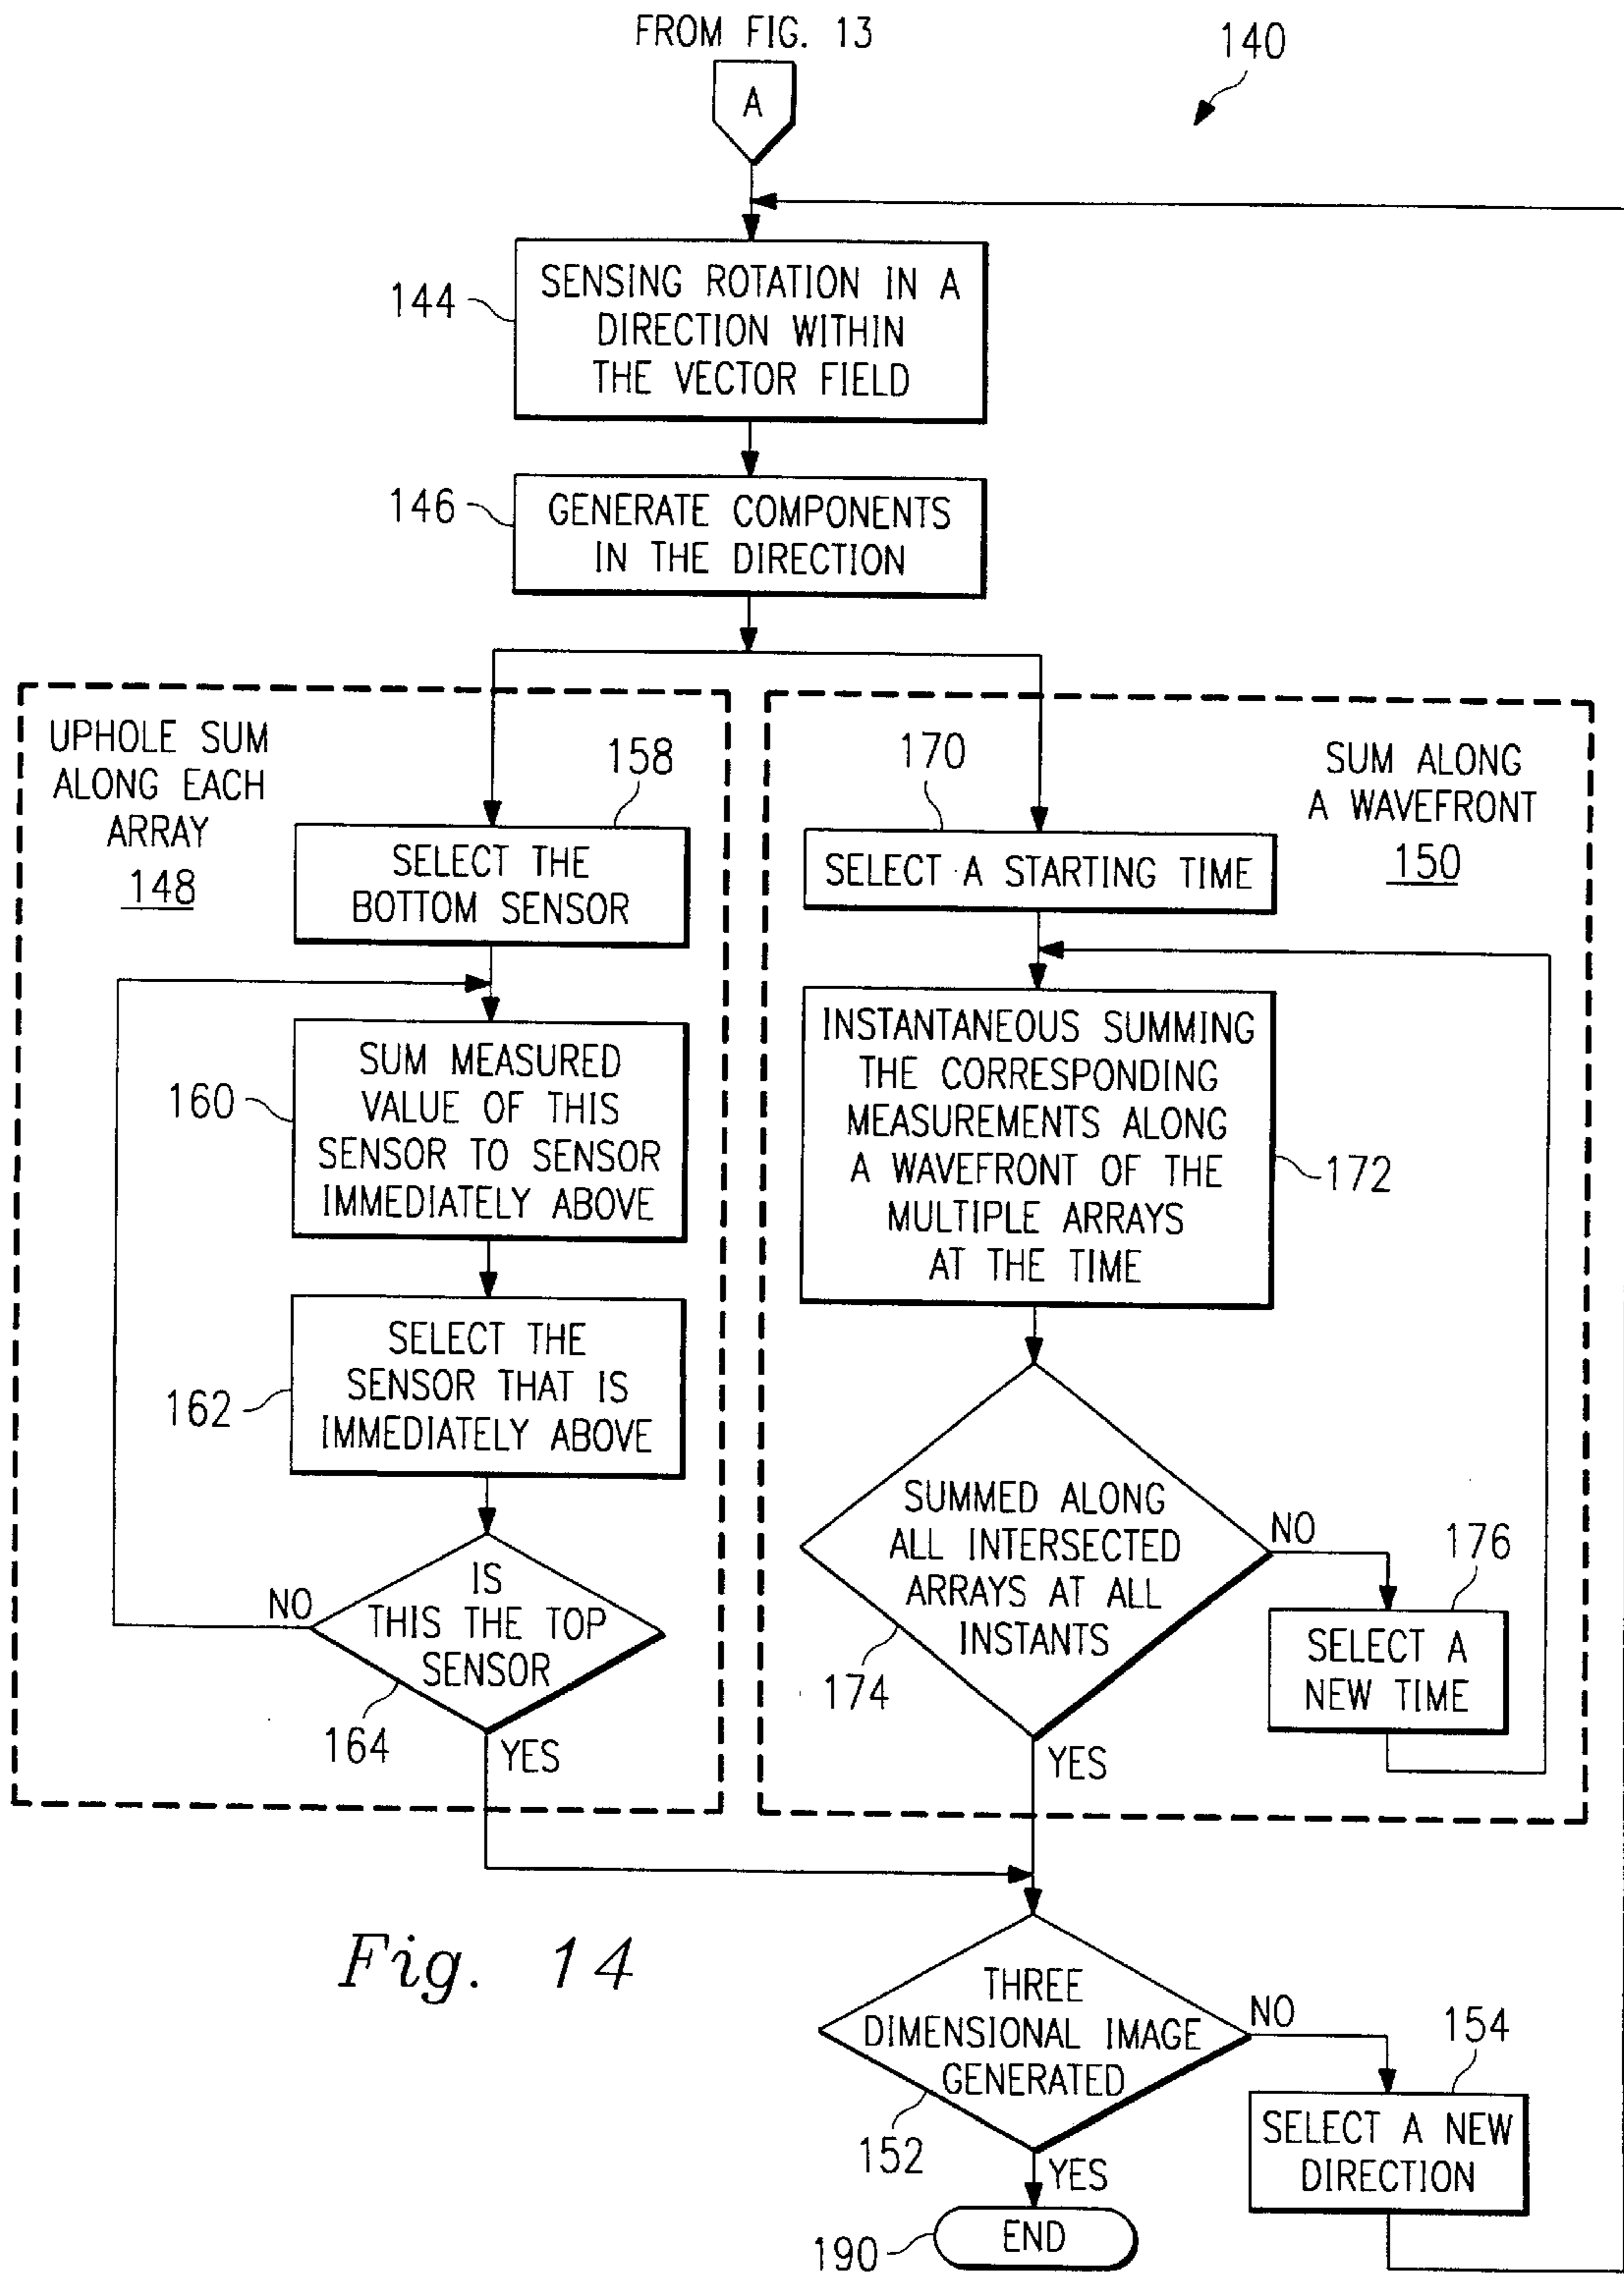 FROM FIG. 13
140
A
144
SENSING ROTATION IN A
DIRECTION WITHIN
THE VECTOR FIELD
146
GENERATE COMPONENTS
IN THE DIRECTION
UPHOLE SUM
ALONG EACH
ARRAY
148
158
SELECT THE
BOTTOM SENSOR
160
SUM MEASURED
VALUE OF THIS
SENSOR TO SENSOR
IMMEDIATELY ABOVE
162
SELECT THE
SENSOR THAT IS
IMMEDIATELY ABOVE
NO
IS
THIS THE TOP
SENSOR
164
YES
170
SUM ALONG
A WAVEFRONT
150
SELECT A STARTING TIME
INSTANTANEOUS SUMMING
THE CORRESPONDING
MEASUREMENTS ALONG
A WAVEFRONT OF THE
MULTIPLE ARRAYS
AT THE TIME
172
SUMMED ALONG
ALL INTERSECTED
ARRAYS AT ALL
INSTANTS
174
NO
176
SELECT A
NEW TIME
YES
Fig. 14
THREE
DIMENSIONAL IMAGE
GENERATED
152
NO
154
SELECT A NEW
DIRECTION
YES
190
END